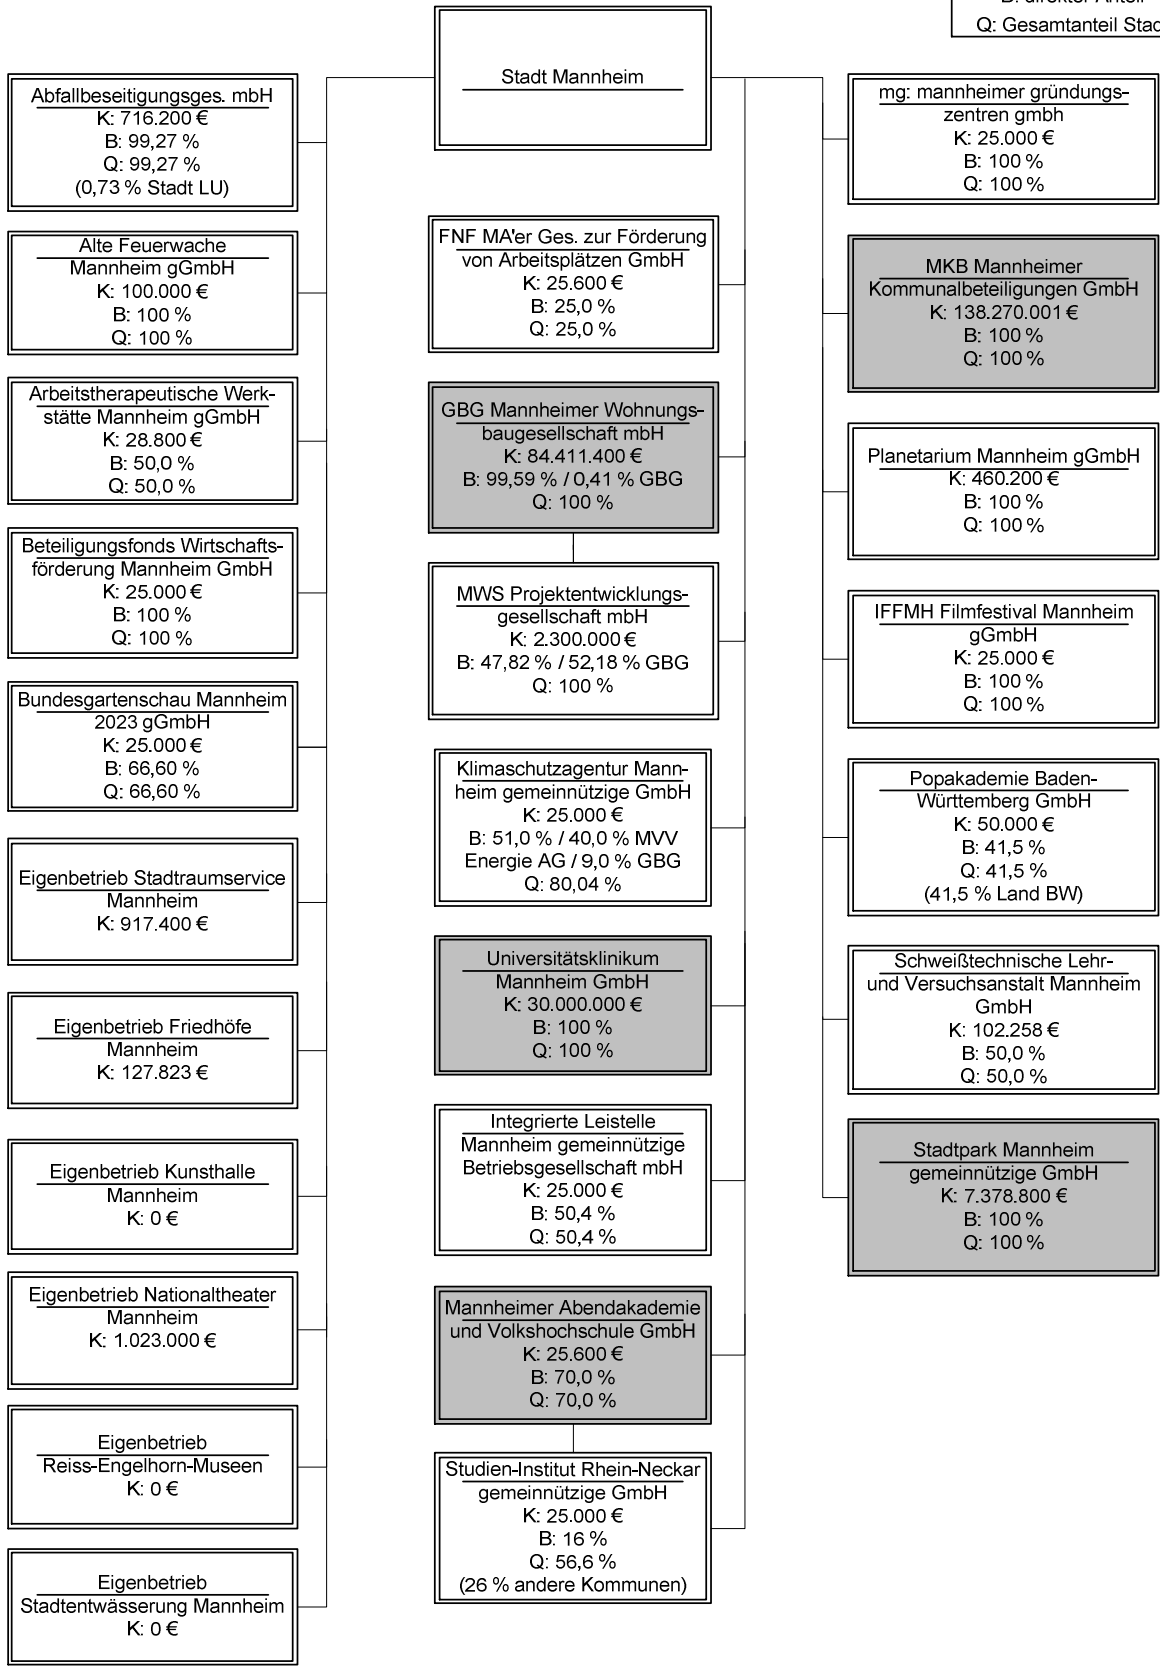 B: direkter Anteil
Q: Gesamtanteil Stad
Stadt Mannheim
Abfallbeseitigungsges. mbH
K: 716.200 €
B: 99,27 %
Q: 99,27 %
(0,73 % Stadt LU)
Alte Feuerwache
Mannheim gGmbH
K: 100.000 €
B: 100 %
Q: 100 %
Arbeitstherapeutische Werk-
stätte Mannheim gGmbH
K: 28.800 €
B: 50,0 %
Q: 50,0 %
Beteiligungsfonds Wirtschafts-
förderung Mannheim GmbH
K: 25.000 €
B: 100 %
Q: 100 %
Bundesgartenschau Mannheim
2023 gGmbH
K: 25.000 €
B: 66,60 %
Q: 66,60 %
Eigenbetrieb Stadtraumservice
Mannheim
K: 917.400 €
Eigenbetrieb Friedhöfe
Mannheim
K: 127.823 €
Eigenbetrieb Kunsthalle
Mannheim
K: 0 €
Eigenbetrieb Nationaltheater
Mannheim
K: 1.023.000 €
Eigenbetrieb
Reiss-Engelhorn-Museen
K: 0 €
Eigenbetrieb
Stadtentwässerung Mannheim
K: 0 €
FNF MA'er Ges. zur Förderung
von Arbeitsplätzen GmbH
K: 25.600 €
B: 25,0 %
Q: 25,0 %
GBG Mannheimer Wohnungs-
baugesellschaft mbH
K: 84.411.400 €
B: 99,59 % / 0,41 % GBG
Q: 100 %
MWS Projektentwicklungs-
gesellschaft mbH
K: 2.300.000 €
B: 47,82 % / 52,18 % GBG
Q: 100 %
Klimaschutzagentur Mann-
heim gemeinnützige GmbH
K: 25.000 €
B: 51,0 % / 40,0 % MVV
Energie AG / 9,0 % GBG
Q: 80,04 %
Universitätsklinikum
Mannheim GmbH
K: 30.000.000 €
B: 100 %
Q: 100 %
Integrierte Leistelle
Mannheim gemeinnützige
Betriebsgesellschaft mbH
K: 25.000 €
B: 50,4 %
Q: 50,4 %
Mannheimer Abendakademie
und Volkshochschule GmbH
K: 25.600 €
B: 70,0 %
Q: 70,0 %
Studien-Institut Rhein-Neckar
gemeinnützige GmbH
K: 25.000 €
B: 16 %
Q: 56,6 %
(26 % andere Kommunen)
mg: mannheimer gründungs-
zentren gmbh
K: 25.000 €
B: 100 %
Q: 100 %
MKB Mannheimer
Kommunalbeteiligungen GmbH
K: 138.270.001 €
B: 100 %
Q: 100 %
Planetarium Mannheim gGmbH
K: 460.200 €
B: 100 %
Q: 100 %
IFFMH Filmfestival Mannheim
gGmbH
K: 25.000 €
B: 100 %
Q: 100 %
Popakademie Baden-
Württemberg GmbH
K: 50.000 €
B: 41,5 %
Q: 41,5 %
(41,5 % Land BW)
Schweißtechnische Lehr-
und Versuchsanstalt Mannheim
GmbH
K: 102.258 €
B: 50,0 %
Q: 50,0 %
Stadtpark Mannheim
gemeinnützige GmbH
K: 7.378.800 €
B: 100 %
Q: 100 %